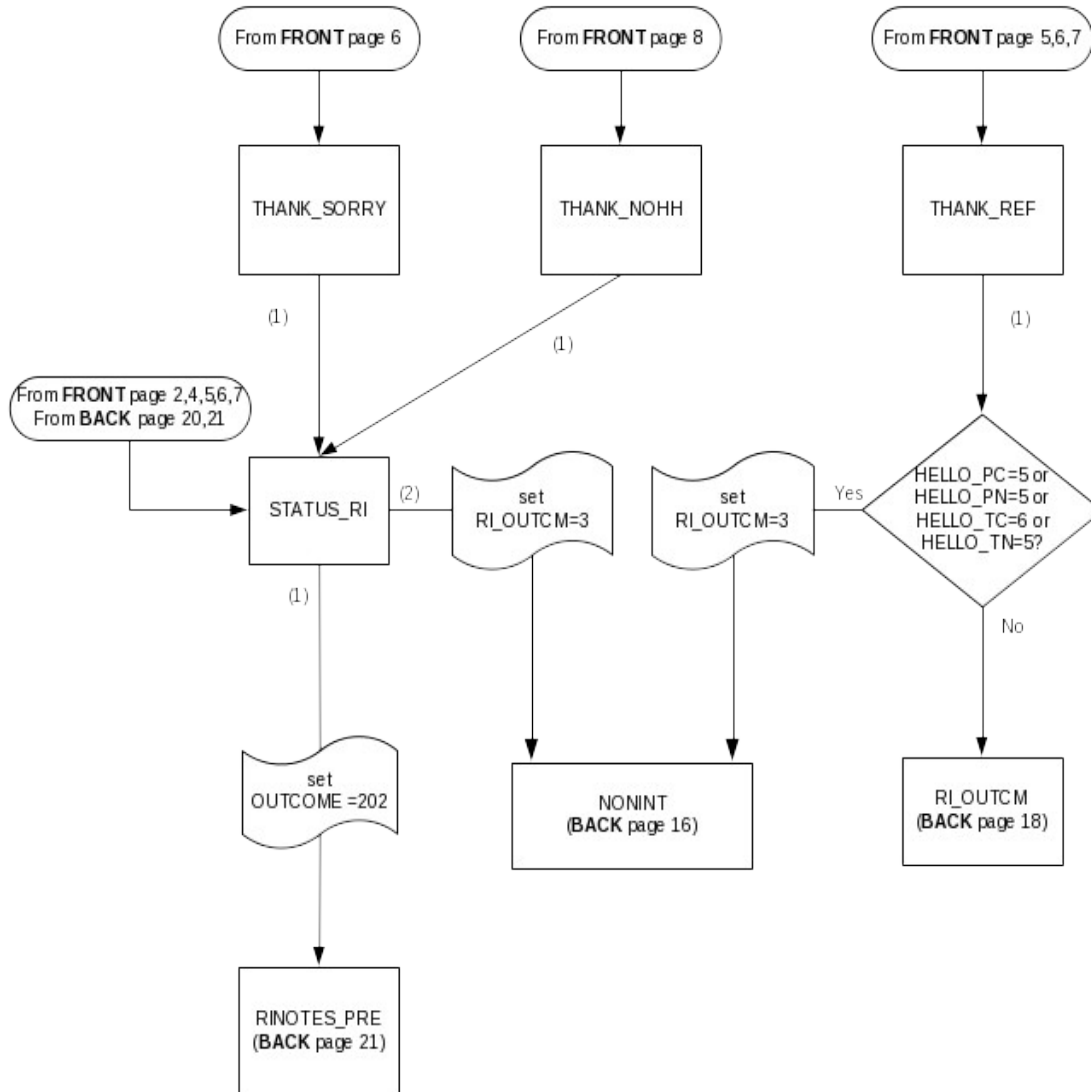 From FRONT page 6
From FRONT page 8
From FRONT page 5,6,7
THANK_SORRY
THANK_NOHH
THANK_REF
(1)
(1)
(1)
From FRONT page 2,4,5,6,7
From BACK page 20,21
STATUS_RI
(2)
set
RI_OUTCM=3
set
RI_OUTCM=3
Yes
HELLO_PC=5 or
HELLO_PN=5 or
HELLO_TC=6 or
HELLO_TN=5?
(1)
No
set
OUTCOME =202
NONINT
(BACK page 16)
RI_OUTCM
(BACK page 18)
RINOTES_PRE
(BACK page 21)